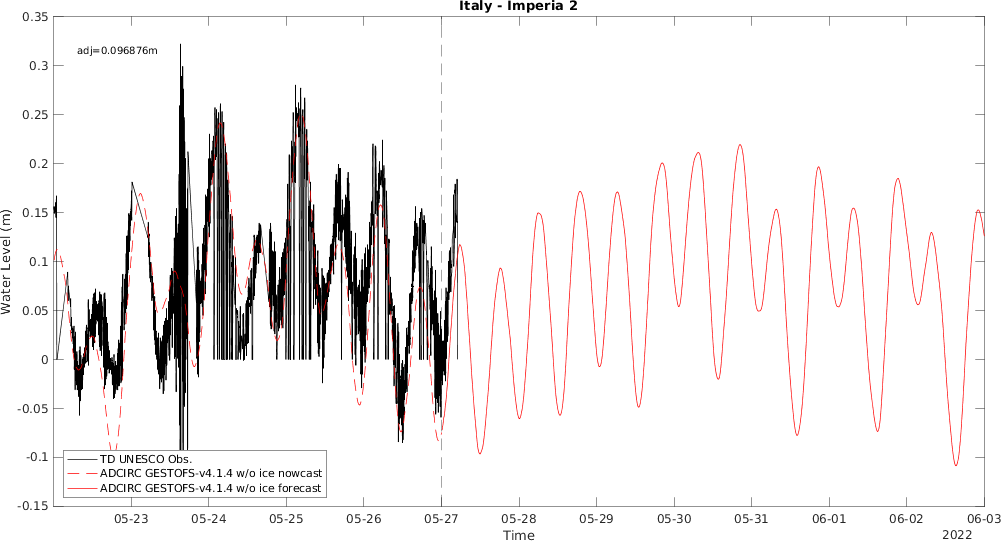 Italy - Imperia 2
adj=0.096876m
0.35
0.3
0.25
0.2
0.15
0.1
0.05
0
-0.05
-0.1
-0.15
Water Level (m)
TD UNESCO Obs.
ADCIRC GESTOFS-v4.1.4 w/o ice nowcast
ADCIRC GESTOFS-v4.1.4 w/o ice forecast
05-23 05-24 05-25 05-26 05-27 05-28 05-29 05-30 05-31 06-01 06-02 06-03
Time
2022